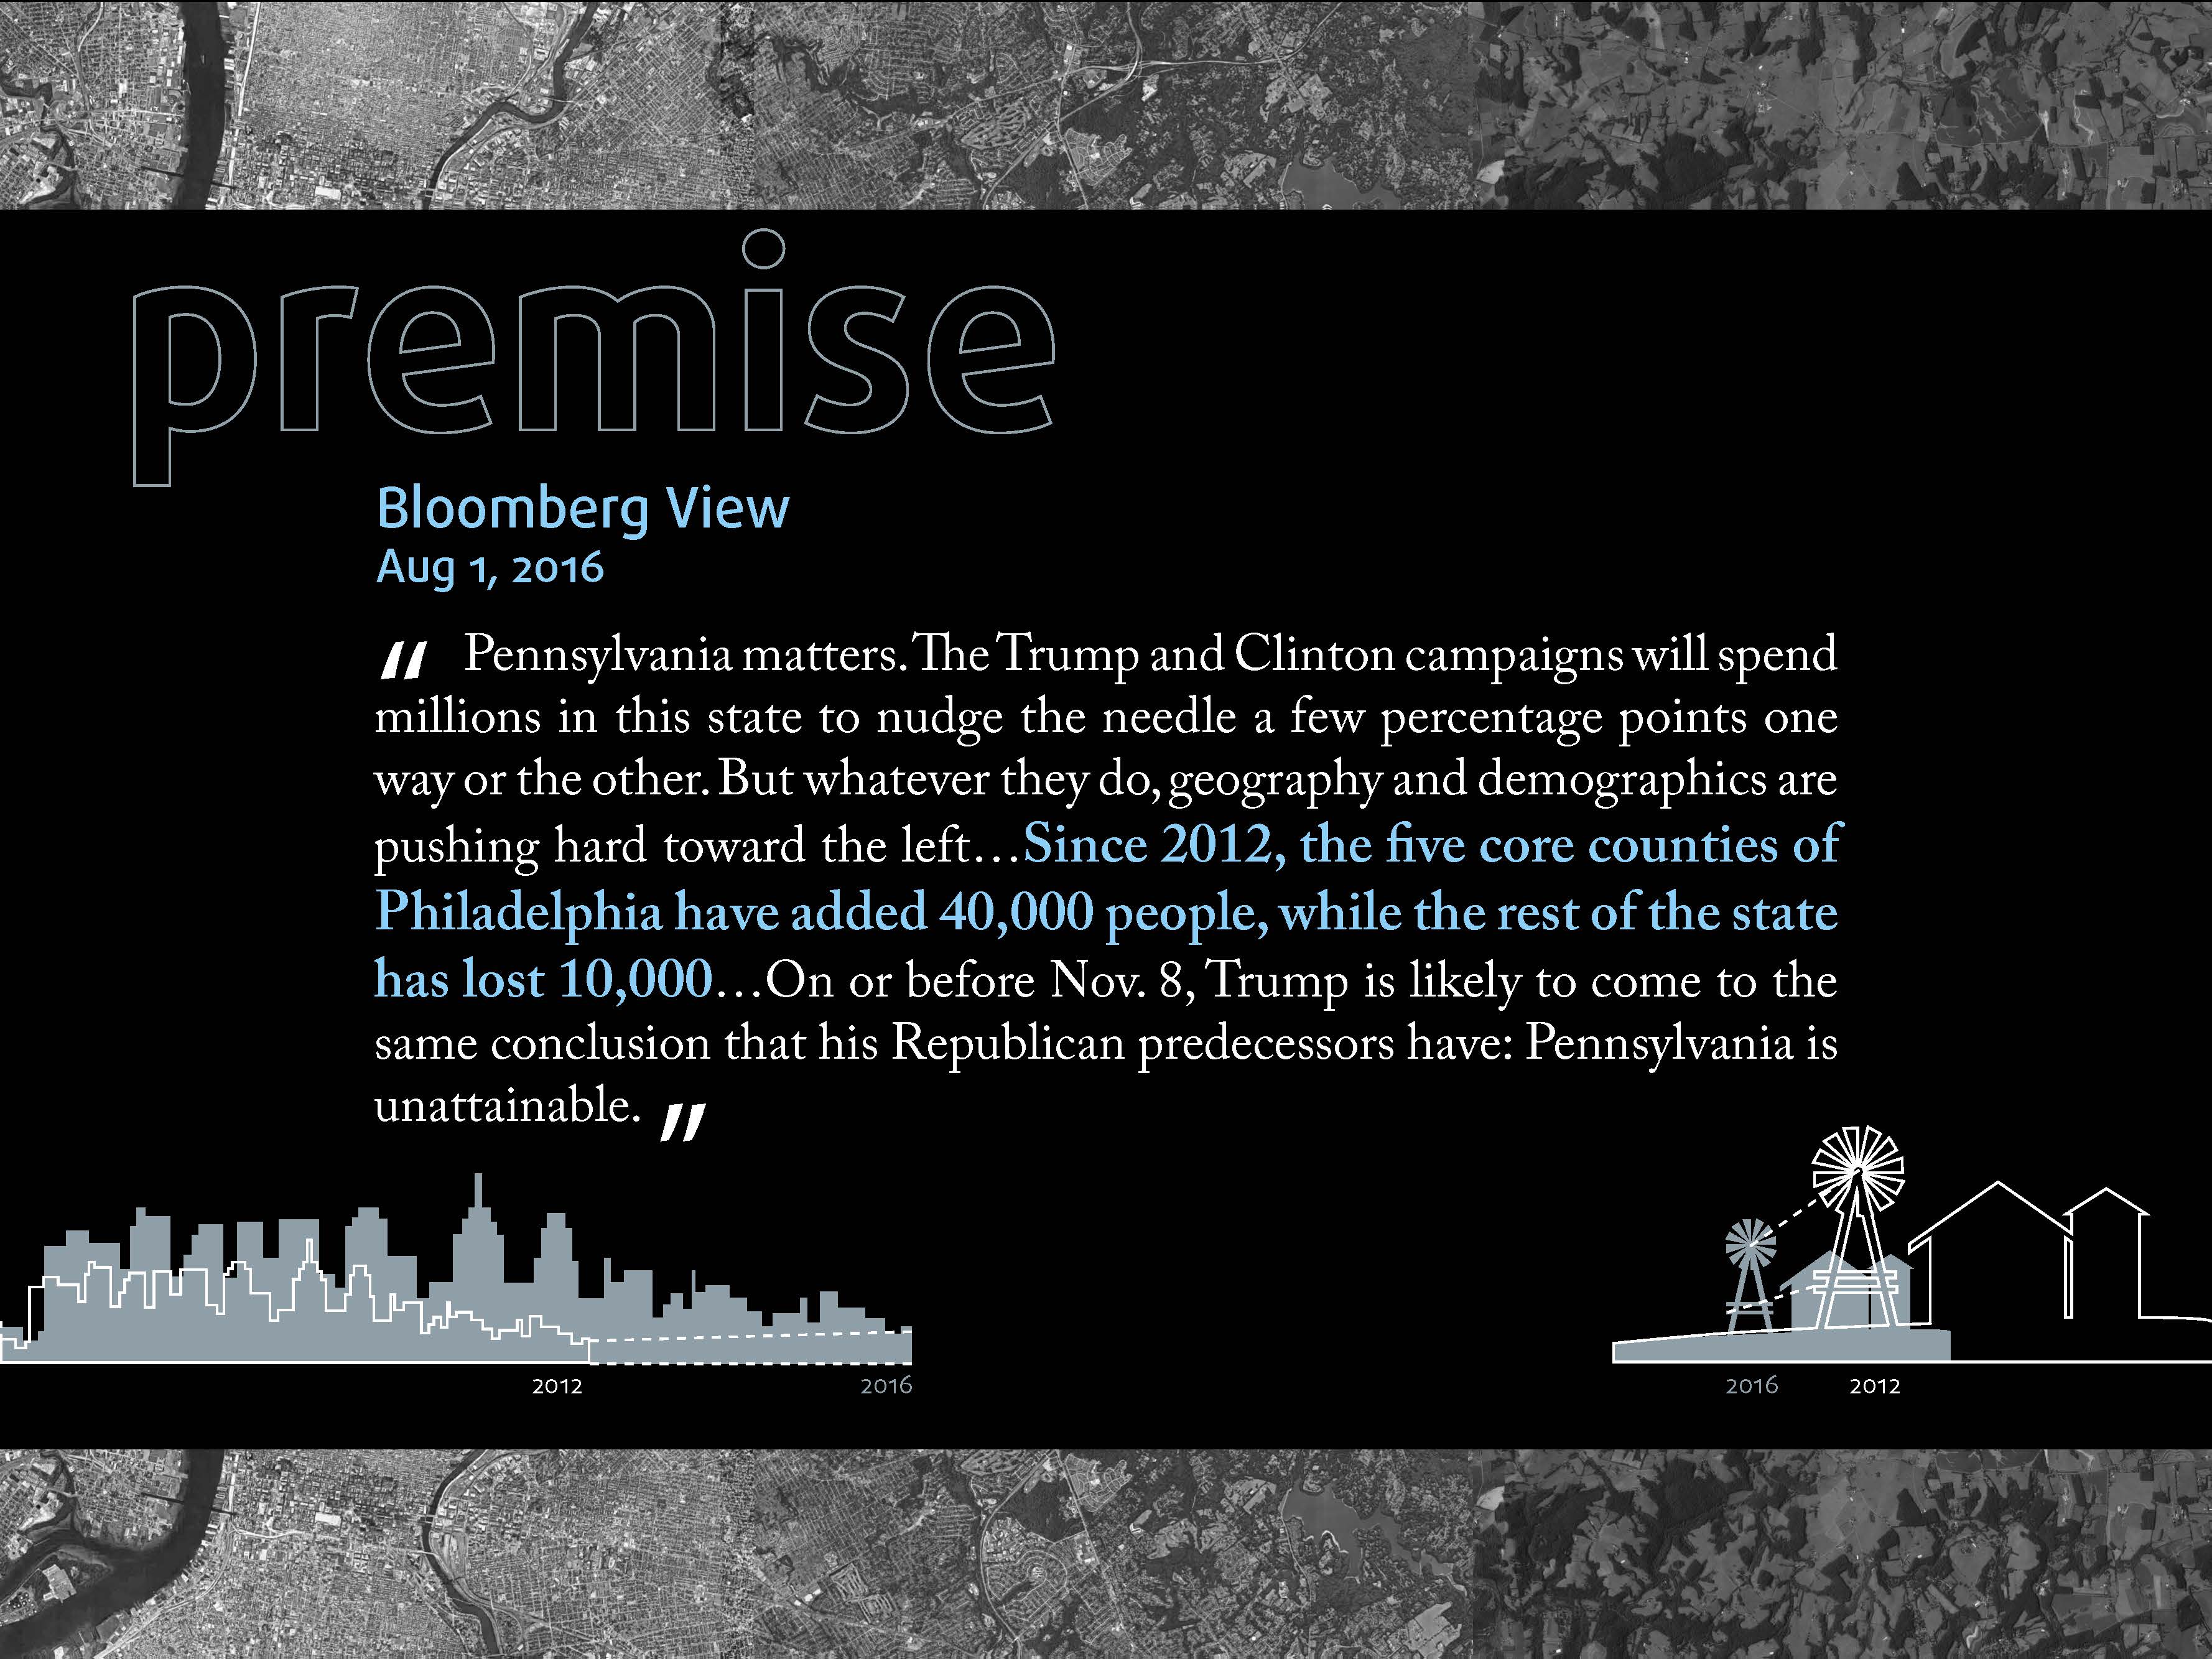 premise
Bloomberg View
Aug 1, 2016
“ Pennsylvania matters. The Trump and Clinton campaigns will spend
millions in this state to nudge the needle a few percentage points one
way or the other. But whatever they do, geography and demographics are
pushing hard toward the left…Since 2012, the five core counties of
Philadelphia have added 40,000 people, while the rest of the state
has lost 10,000…On or before Nov. 8, Trump is likely to come to the
same conclusion that his Republican predecessors have: Pennsylvania is
unattainable. ”
2012 2016 2016 2012